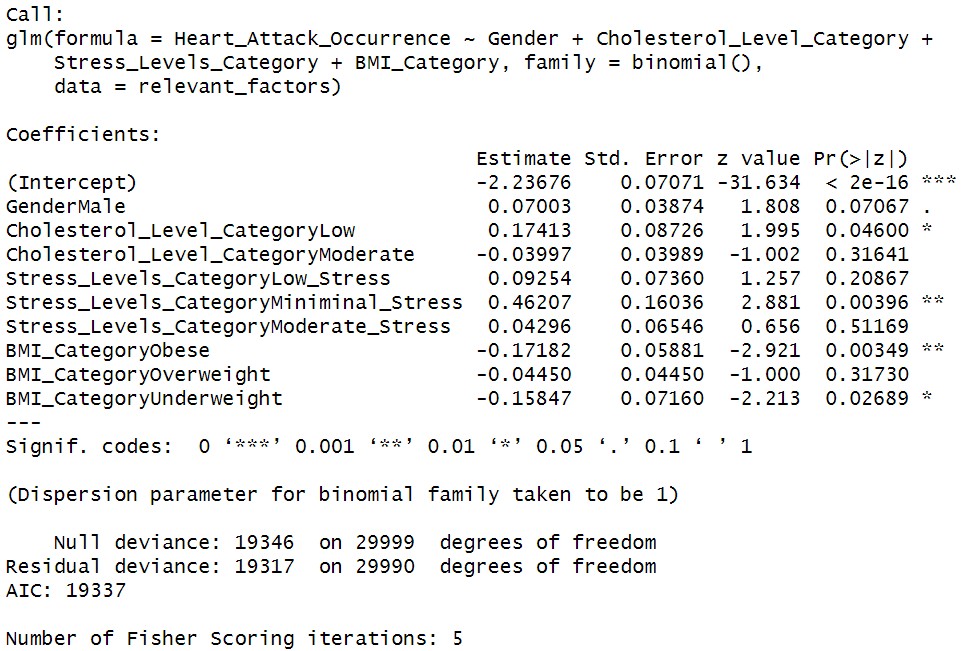 Call:
glm(formula = Heart_Attack_Occurrence ~ Gender + Cholesterol_Level_Category +
    Stress_Levels_Category + BMI_Category, family = binomial(),
    data = relevant_factors)

Coefficients:
                                       Estimate Std. Error z value Pr(>|z|)
(Intercept)                            -2.23676    0.07071 -31.634  < 2e-16 ***
GenderMale                              0.07003    0.03874   1.808  0.07067 .
Cholesterol_Level_CategoryLow           0.17413    0.08726   1.995  0.04600 *
Cholesterol_Level_CategoryModerate     -0.03997    0.03989  -1.002  0.31641
Stress_Levels_CategoryLow_Stress        0.09254    0.07360   1.257  0.20867
Stress_Levels_CategoryMiniminal_Stress  0.46207    0.16036   2.881  0.00396 **
Stress_Levels_CategoryModerate_Stress   0.04296    0.06546   0.656  0.51169
BMI_CategoryObese                      -0.17182    0.05881  -2.921  0.00349 **
BMI_CategoryOverweight                 -0.04450    0.04450  -1.000  0.31730
BMI_CategoryUnderweight                -0.15847    0.07160  -2.213  0.02689 *
---
Signif. codes:  0 ‘***’ 0.001 ‘**’ 0.01 ‘*’ 0.05 ‘.’ 0.1 ‘ ’ 1

(Dispersion parameter for binomial family taken to be 1)

    Null deviance: 19346  on 29999  degrees of freedom
Residual deviance: 19317  on 29990  degrees of freedom
AIC: 19337

Number of Fisher Scoring iterations: 5